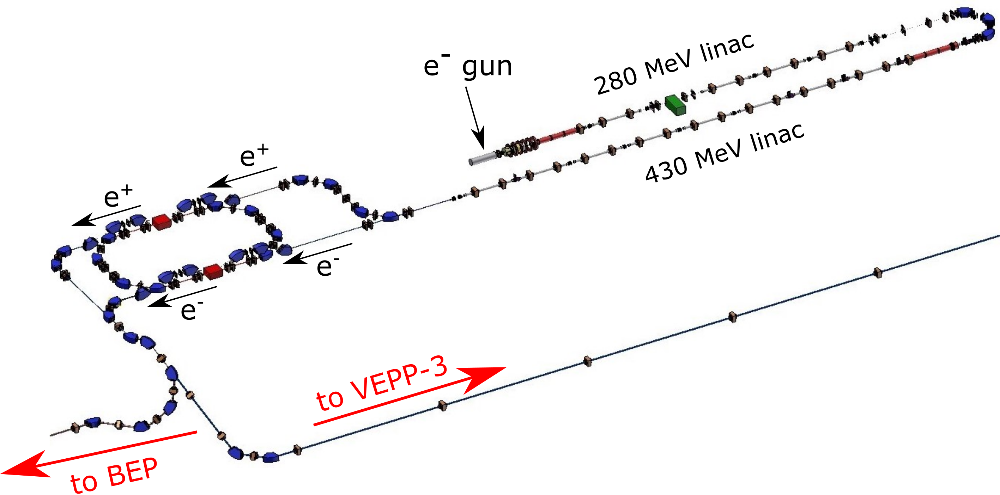 280 MeV linac
e⁻ gun
430 MeV linac
e⁺
e⁺
e⁻
e⁻
to VEPP-3
to BEP